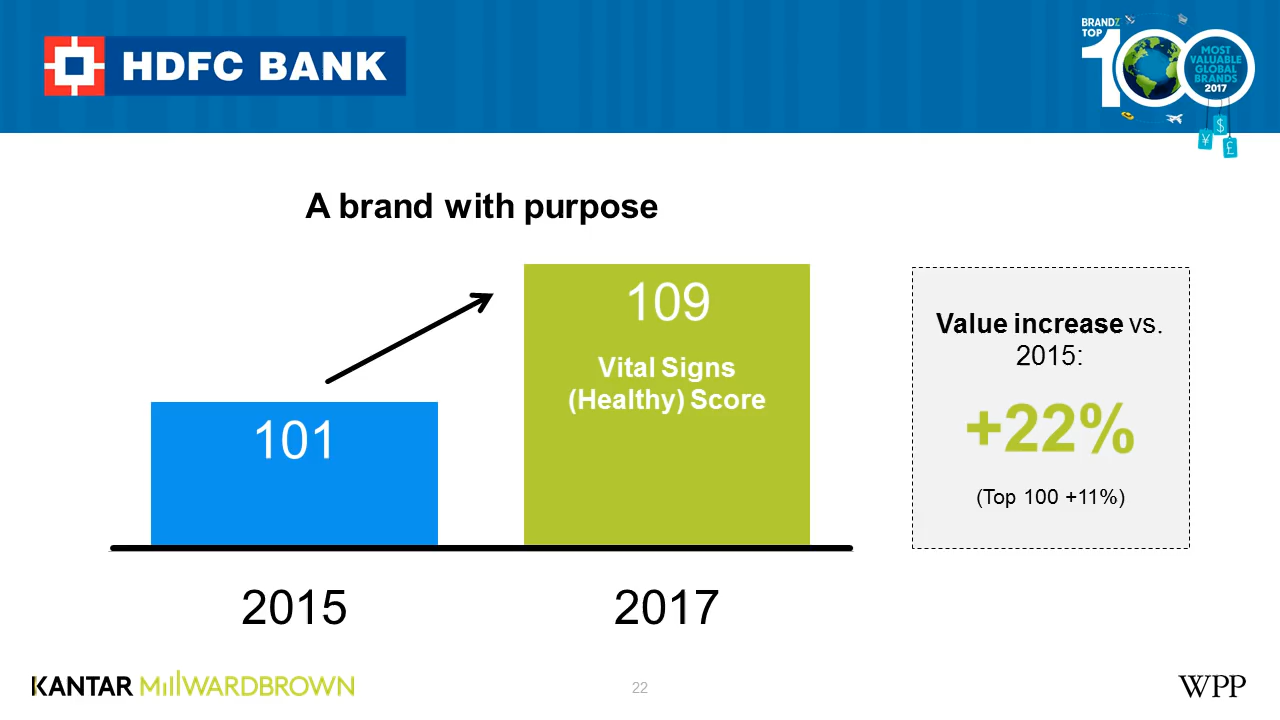 HDFC BANK
BRANDZ
TOP
100
MOST
VALUABLE
GLOBAL
BRANDS
2017
¥
$
£
A brand with purpose
101
109
Vital Signs
(Healthy) Score
Value increase vs.
2015:
+22%
(Top 100 +11%)
2015
2017
KANTAR MillWARDBROWN
22
WPP